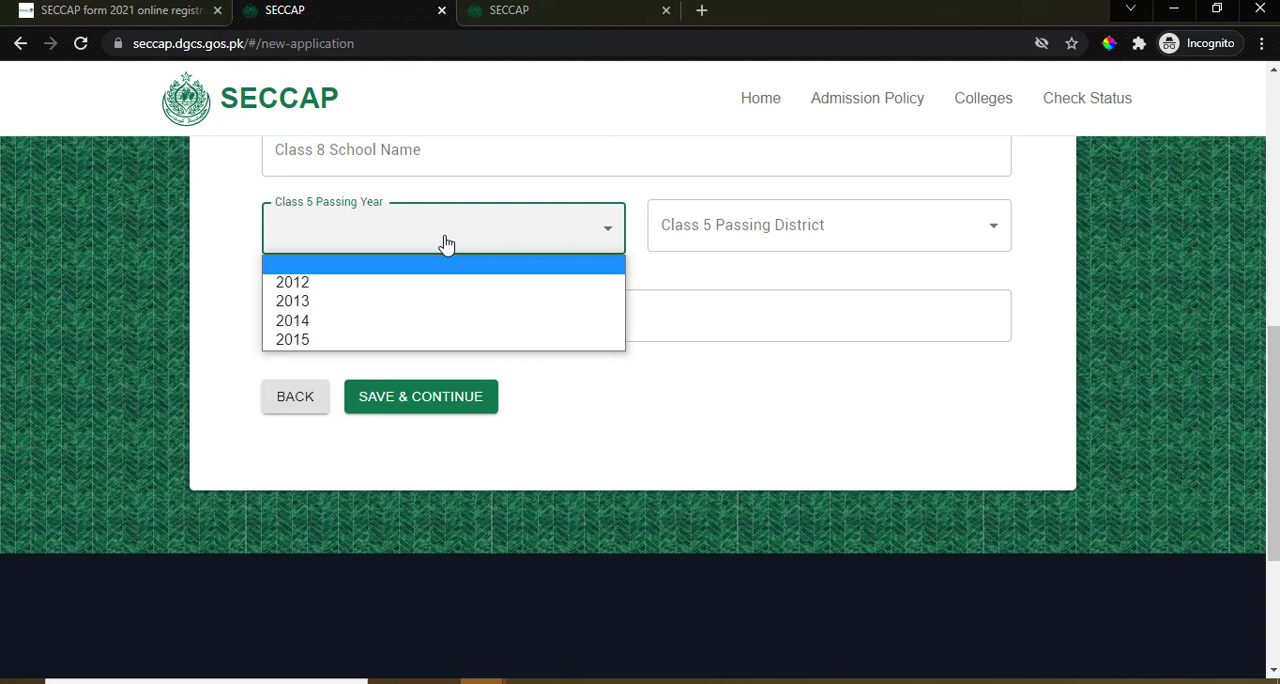 SECCAP form 2021 online registr
SECCAP
SECCAP
seccap.dgcs.gos.pk/#/new-application
Incognito
SECCAP
Home
Admission Policy
Colleges
Check Status
Class 8 School Name
Class 5 Passing Year
Class 5 Passing District
2012
2013
2014
2015
BACK
SAVE & CONTINUE